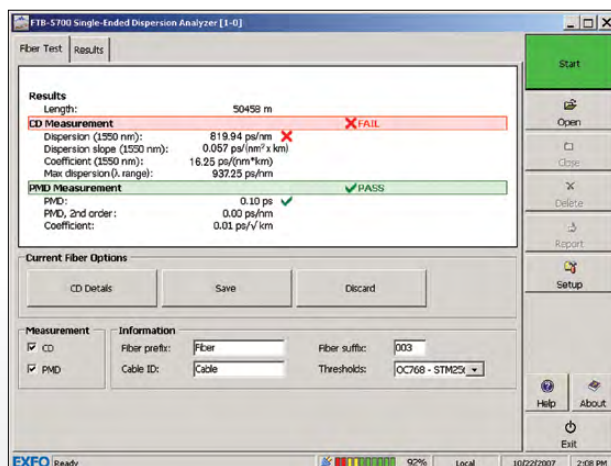 FTB-5700 Single-Ended Dispersion Analyzer [1-0]
Fiber Test Results
Start
Results
Length: 50458 m
CD Measurement FAIL
Dispersion (1550 nm): 819.94 ps/nm
Dispersion slope (1550 nm): 0.057 ps/(nm² x km)
Coefficient (1550 nm): 16.25 ps/(nm*km)
Max dispersion(λ range): 937.25 ps/nm
PMD Measurement PASS
PMD: 0.10 ps
PMD, 2nd order: 0.00 ps/nm
Coefficient: 0.01 ps/√km
Open
Close
Delete
Report
Setup
Current Fiber Options
CD Details Save Discard
Measurement
CD
PMD
Information
Fiber prefix: Fiber Fiber suffix: 003
Cable ID: Cable Thresholds: OC768 - STM25
Help About
Exit
EXFO Ready 92% Local 10/22/2007 2:08 PM